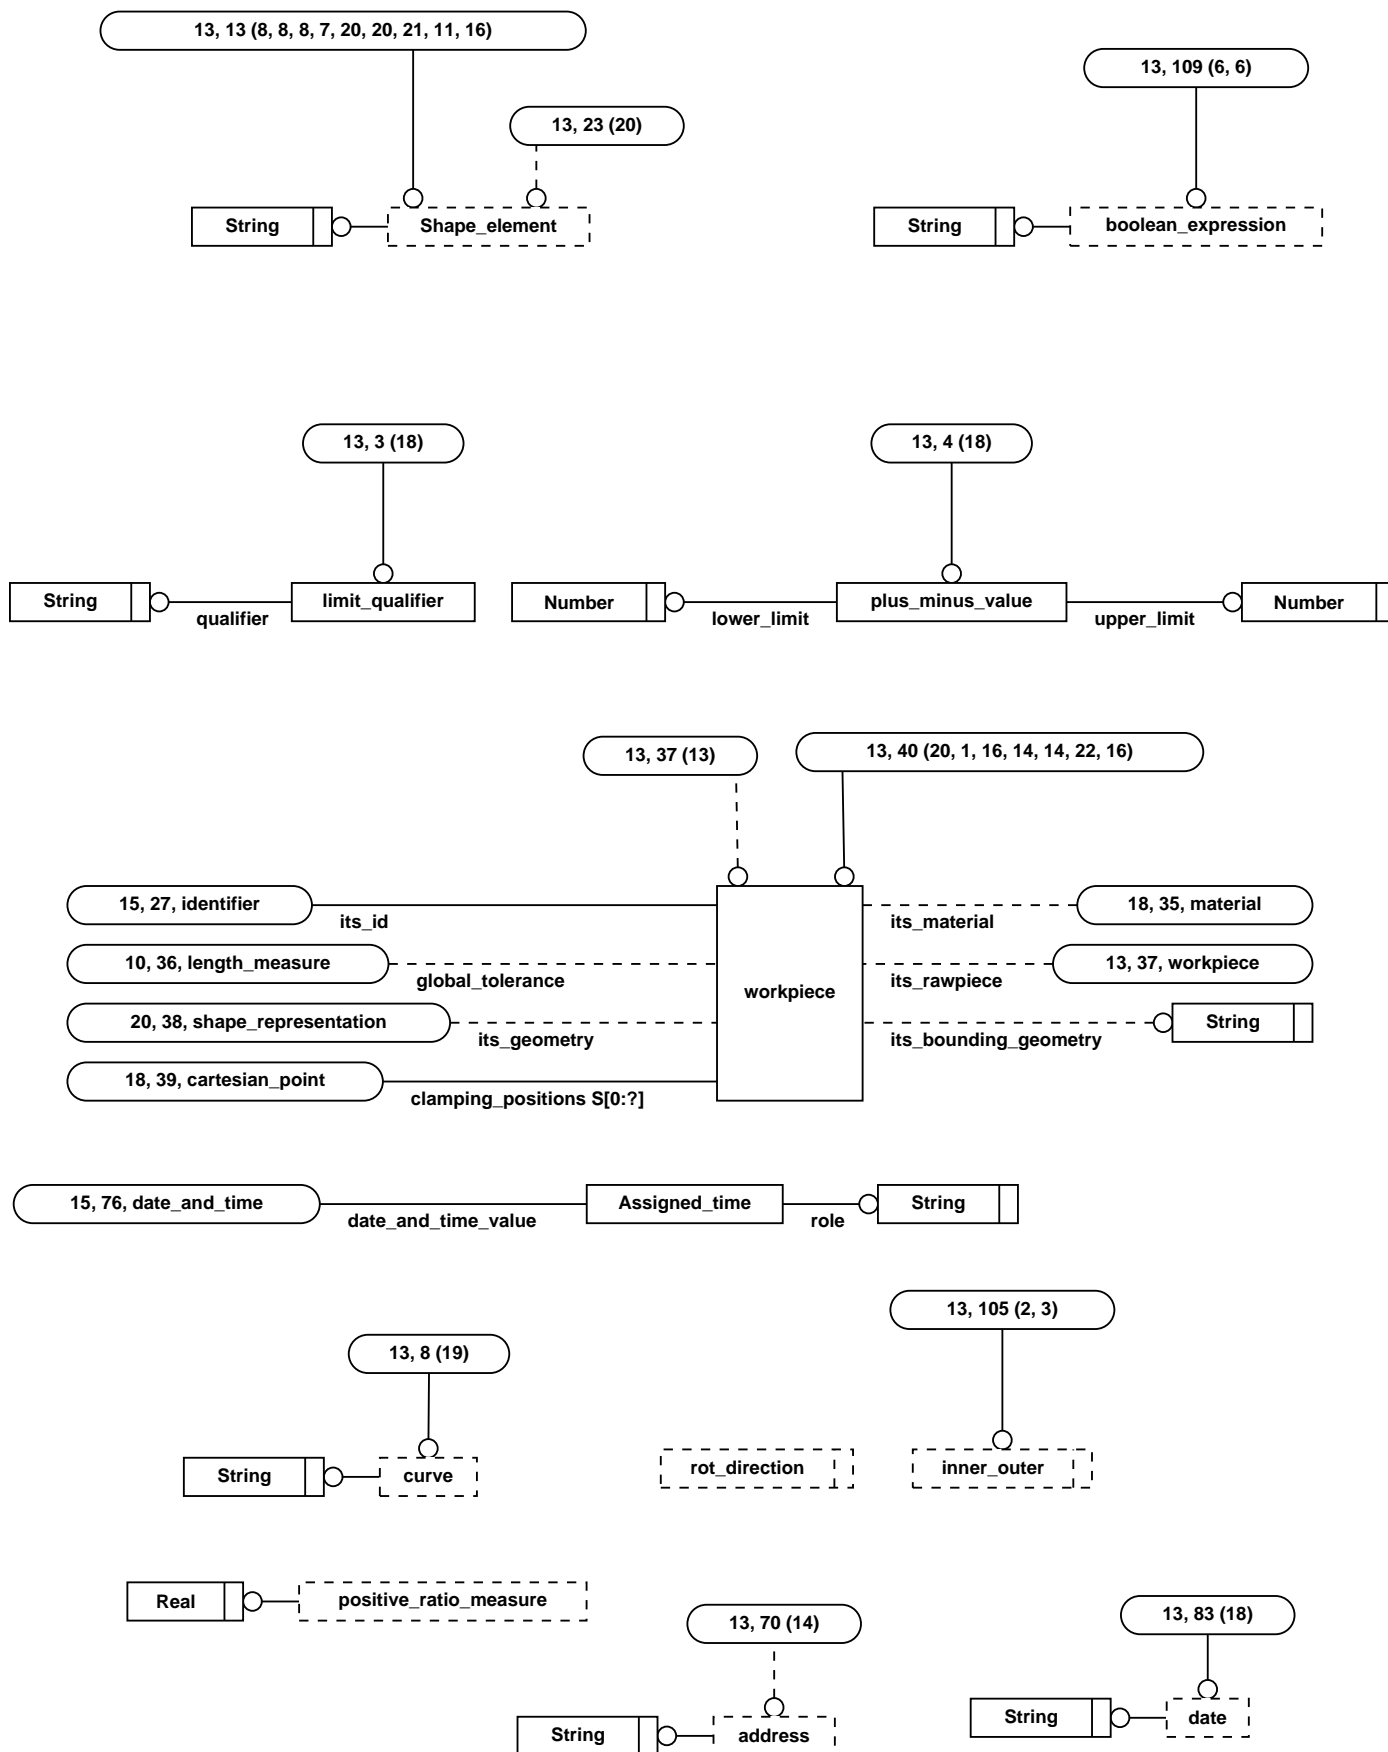 13, 13 (8, 8, 8, 7, 20, 20, 21, 11, 16)
13, 109 (6, 6)
13, 23 (20)
String
Shape_element
String
boolean_expression
13, 3 (18)
13, 4 (18)
String
qualifier
limit_qualifier
Number
lower_limit
plus_minus_value
upper_limit
Number
13, 37 (13)
13, 40 (20, 1, 16, 14, 14, 22, 16)
15, 27, identifier
its_id
its_material
18, 35, material
10, 36, length_measure
global_tolerance
workpiece
its_rawpiece
13, 37, workpiece
20, 38, shape_representation
its_geometry
its_bounding_geometry
String
18, 39, cartesian_point
clamping_positions S[0:?]
15, 76, date_and_time
date_and_time_value
Assigned_time
role
String
13, 105 (2, 3)
13, 8 (19)
String
curve
rot_direction
inner_outer
Real
positive_ratio_measure
13, 70 (14)
13, 83 (18)
String
address
String
date